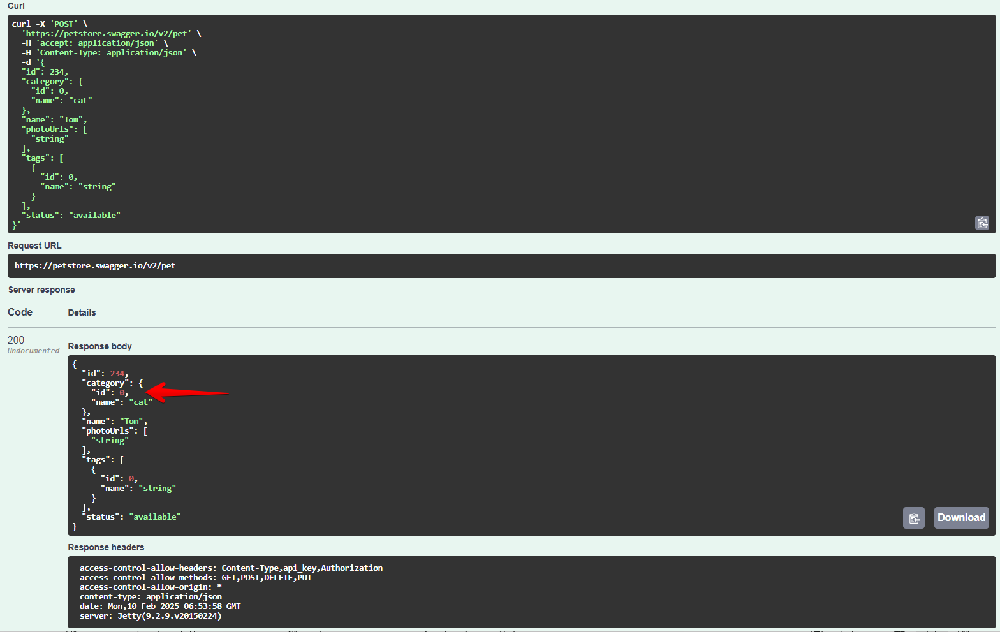 Curl
curl -X 'POST' \
  'https://petstore.swagger.io/v2/pet' \
  -H 'accept: application/json' \
  -H 'Content-Type: application/json' \
  -d '{
  "id": 234,
  "category": {
    "id": 0,
    "name": "cat"
  },
  "name": "Tom",
  "photoUrls": [
    "string"
  ],
  "tags": [
    {
      "id": 0,
      "name": "string"
    }
  ],
  "status": "available"
}'
Request URL
https://petstore.swagger.io/v2/pet
Server response
Code Details
200
Undocumented
Response body
{
  "id": 234,
  "category": {
    "id": 0,
    "name": "cat"
  },
  "name": "Tom",
  "photoUrls": [
    "string"
  ],
  "tags": [
    {
      "id": 0,
      "name": "string"
    }
  ],
  "status": "available"
}
Download
Response headers
access-control-allow-headers: Content-Type,api_key,Authorization
access-control-allow-methods: GET,POST,DELETE,PUT
access-control-allow-origin: *
content-type: application/json
date: Mon,10 Feb 2025 06:53:58 GMT
server: Jetty(9.2.9.v20150224)